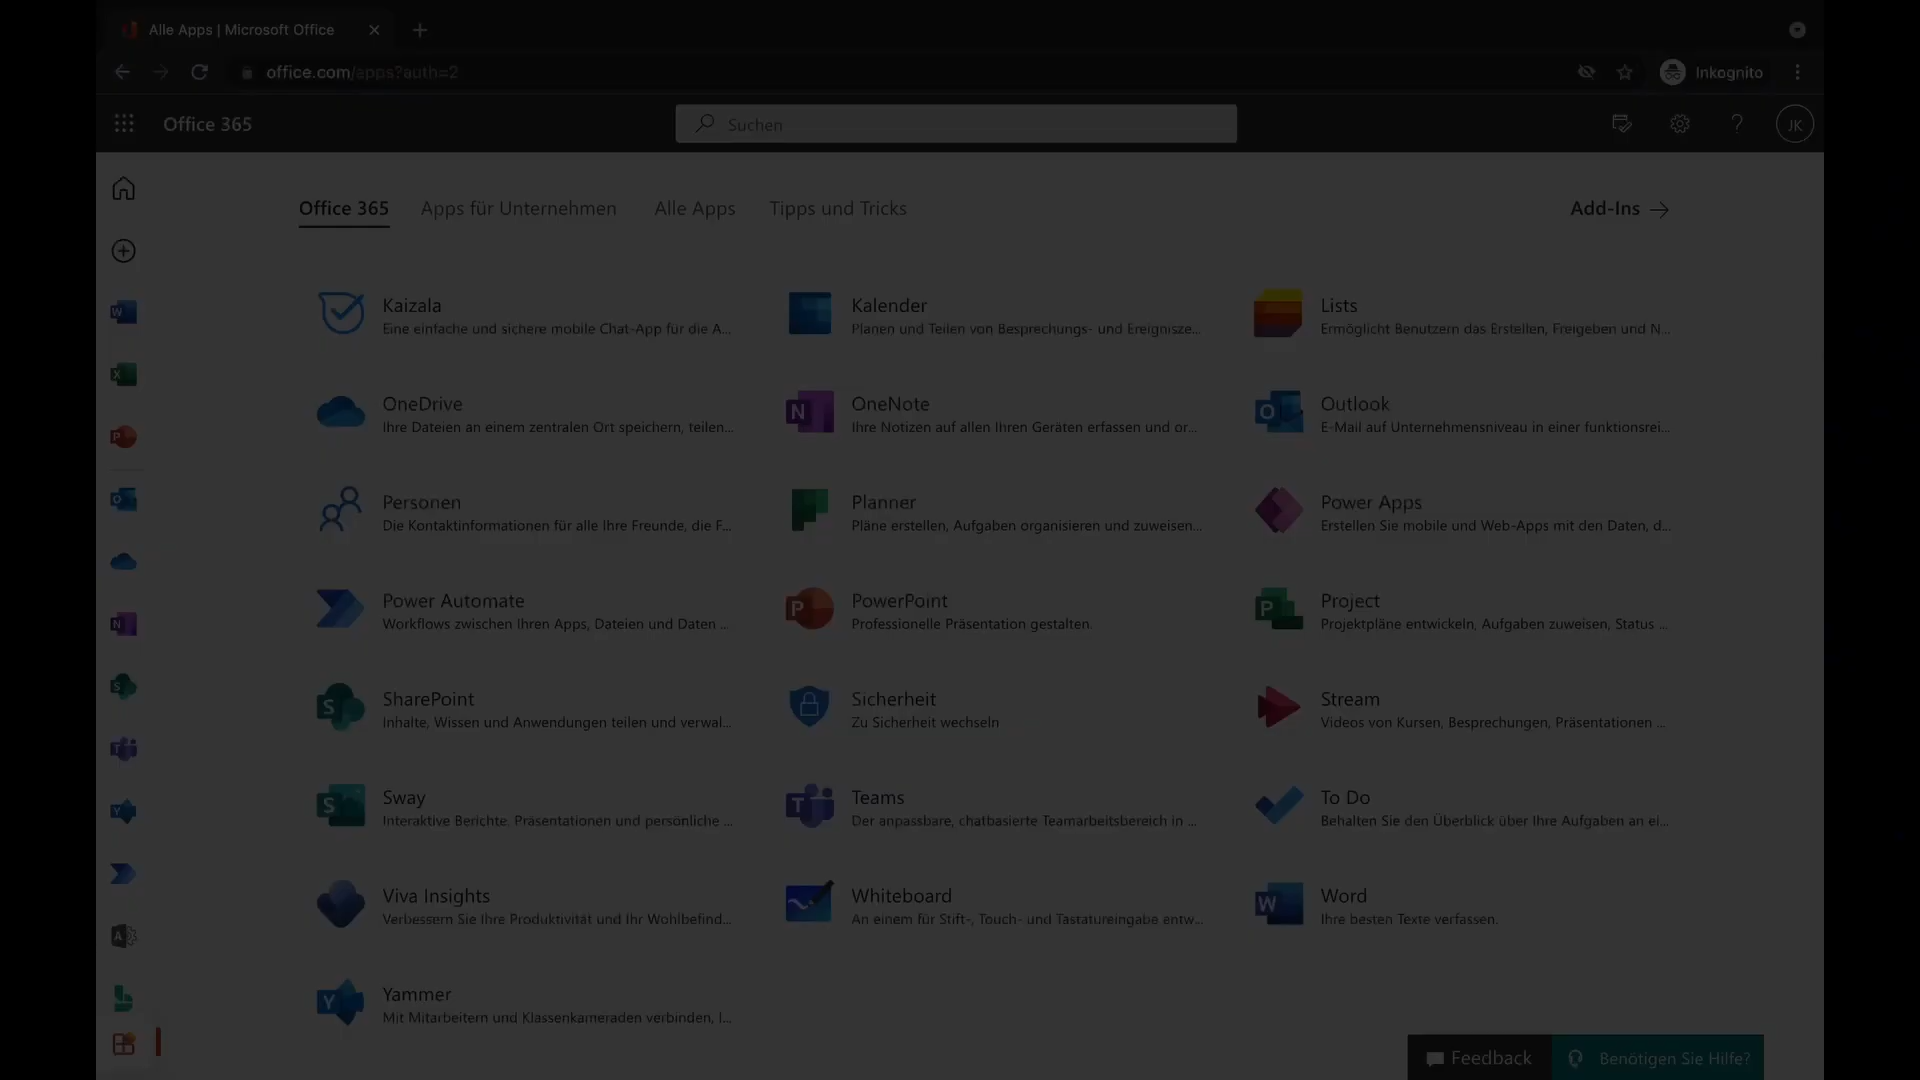 Alle Apps | Microsoft Office
office.com/apps?auth=2
Inkognito
Office 365
Suchen
JK
Office 365 Apps für Unternehmen Alle Apps Tipps und Tricks Add-Ins
Kaizala
Eine einfache und sichere mobile Chat-App für die A...
Kalender
Planen und Teilen von Besprechungs- und Ereignisze...
Lists
Ermöglicht Benutzern das Erstellen, Freigeben und N...
OneDrive
Ihre Dateien an einem zentralen Ort speichern, teilen...
OneNote
Ihre Notizen auf allen Ihren Geräten erfassen und or...
Outlook
E-Mail auf Unternehmensniveau in einer funktionsrei...
Personen
Die Kontaktinformationen für alle Ihre Freunde, die F...
Planner
Pläne erstellen, Aufgaben organisieren und zuweisen...
Power Apps
Erstellen Sie mobile und Web-Apps mit den Daten, d...
Power Automate
Workflows zwischen Ihren Apps, Dateien und Daten ...
PowerPoint
Professionelle Präsentation gestalten.
Project
Projektpläne entwickeln, Aufgaben zuweisen, Status ...
SharePoint
Inhalte, Wissen und Anwendungen teilen und verwal...
Sicherheit
Zu Sicherheit wechseln
Stream
Videos von Kursen, Besprechungen, Präsentationen ...
Sway
Interaktive Berichte, Präsentationen und persönliche ...
Teams
Der anpassbare, chatbasierte Teamarbeitsbereich in ...
To Do
Behalten Sie den Überblick über Ihre Aufgaben an ei...
Viva Insights
Verbessern Sie Ihre Produktivität und Ihr Wohlbefind...
Whiteboard
An einem für Stift-, Touch- und Tastatureingabe entw...
Word
Ihre besten Texte verfassen.
Yammer
Mit Mitarbeitern und Klassenkameraden verbinden, I...
Feedback
Benötigen Sie Hilfe?